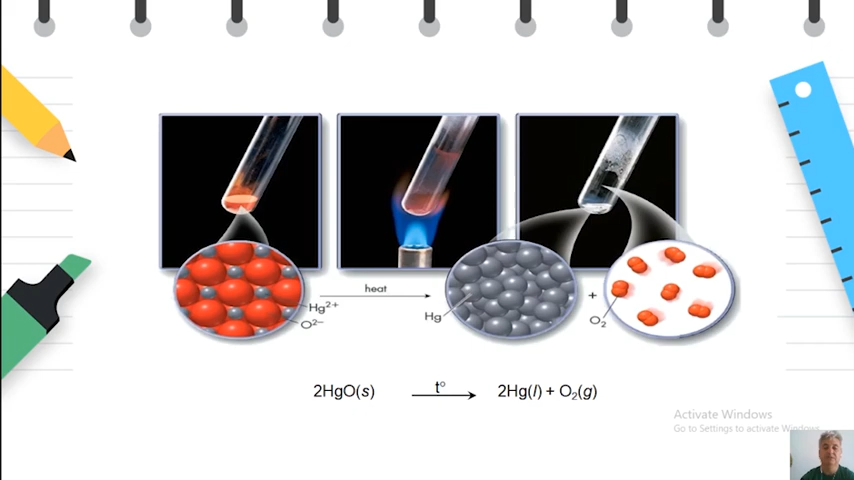 heat
Hg²⁺
O²⁻
Hg
+
O₂
2HgO(s) t° 2Hg(l) + O₂(g)
Activate Windows
Go to Settings to activate Windows.